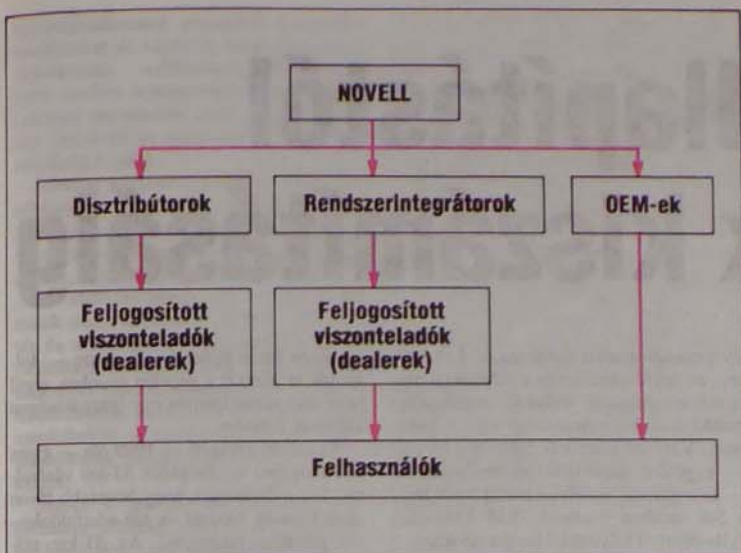 NOVELL
Disztribútorok
Rendszerintegrátorok
OEM-ek
Feljogosított
viszonteladók
(dealerek)
Feljogosított
viszonteladók
(dealerek)
Felhasználók